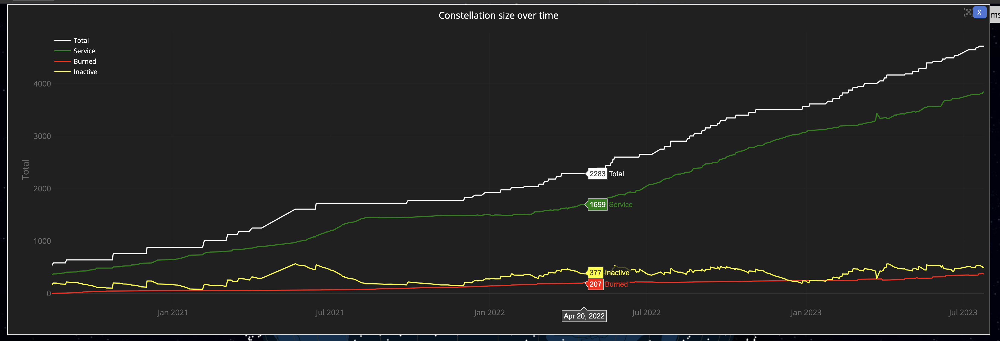 Constellation size over time
X
ms
Total
Service
Burned
Inactive
4000
3000
2000
1000
0
Total
2283 Total
1699 Service
377 Inactive
207 Burned
Jan 2021
Jul 2021
Jan 2022
Apr 20, 2022
Jul 2022
Jan 2023
Jul 2023